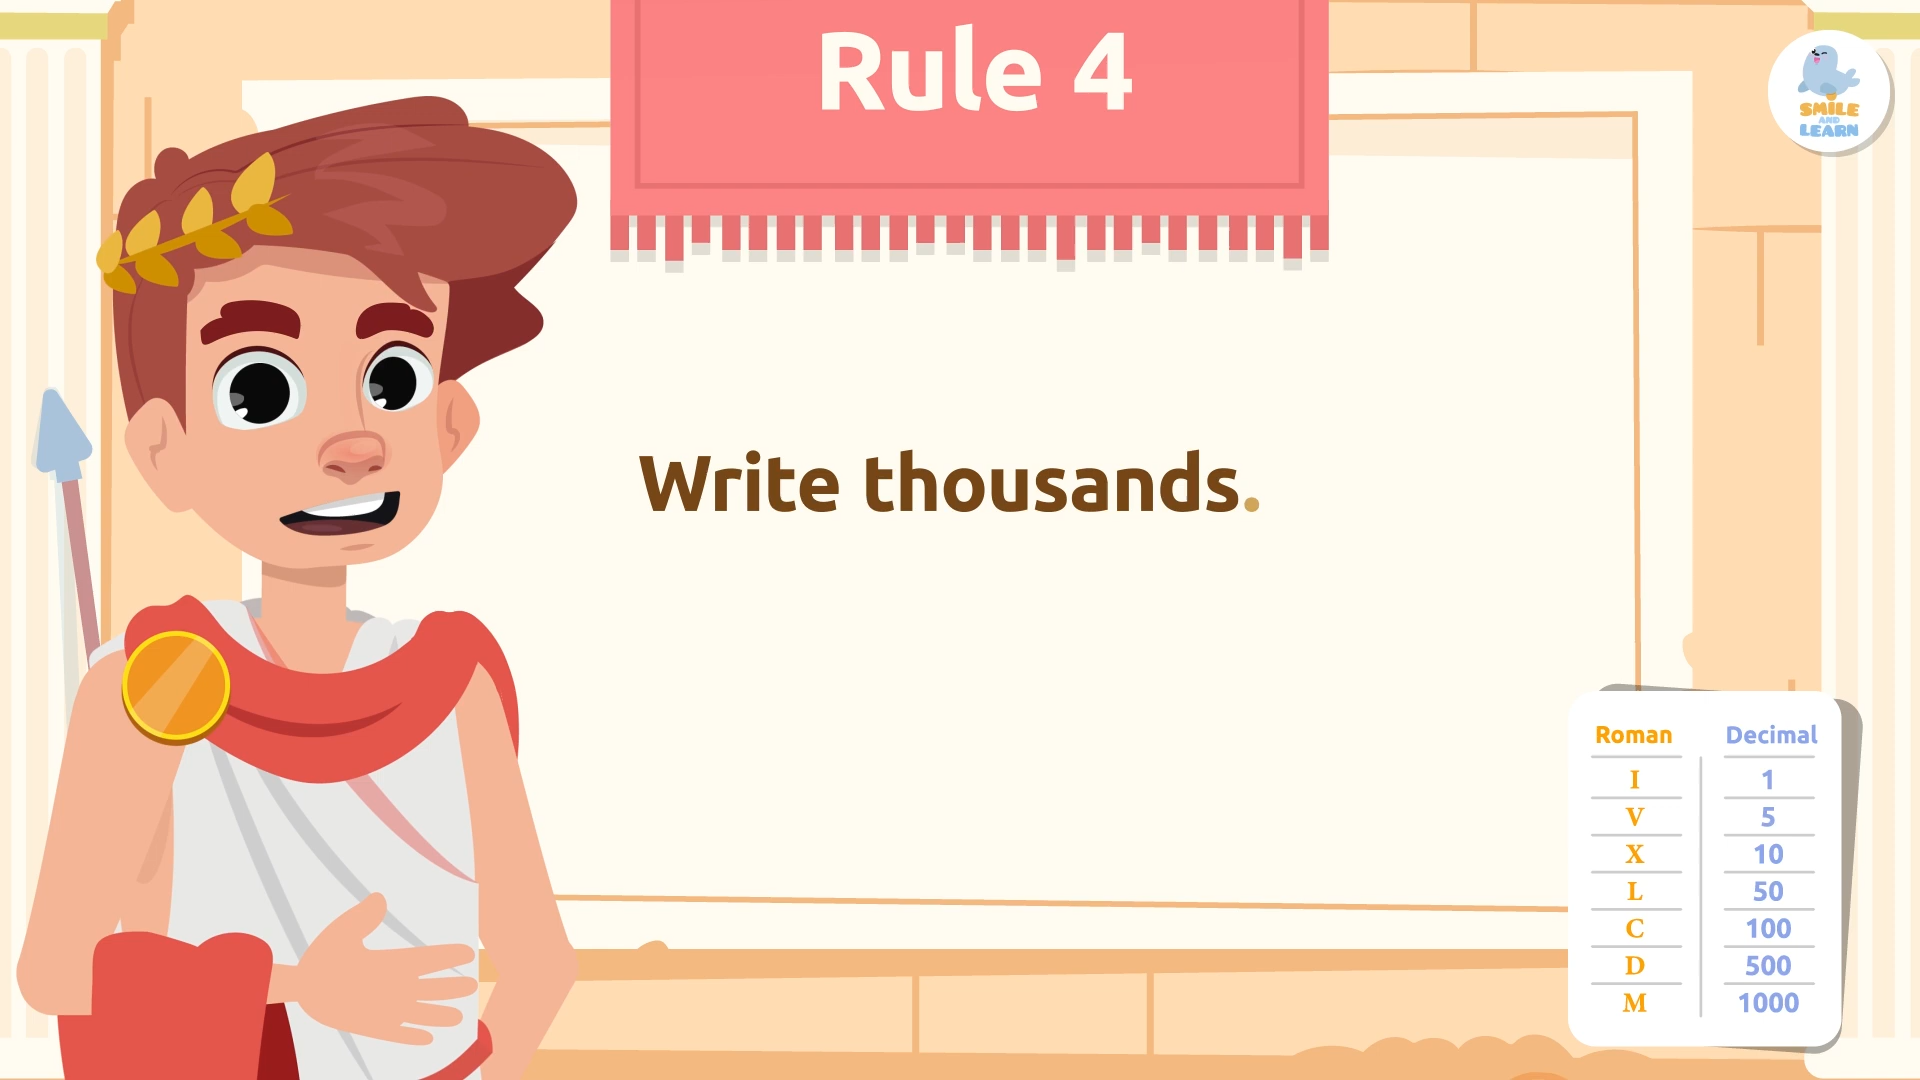 Rule 4
SMILE
AND
LEARN
Write thousands.
Roman Decimal
I 1
V 5
X 10
L 50
C 100
D 500
M 1000